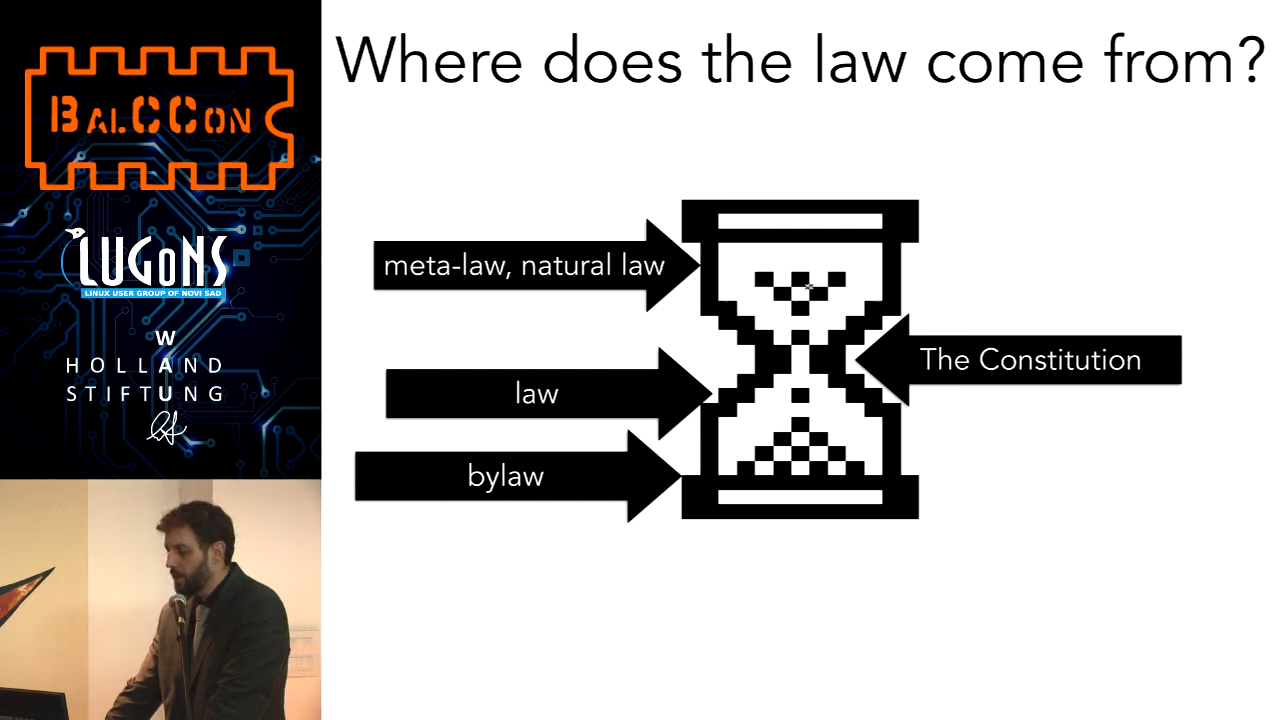 BALCCON
LUGONS
LINUX USER GROUP OF NOVI SAD
W
HOLLAND
STIFTUNG
Where does the law come from?
meta-law, natural law
The Constitution
law
bylaw